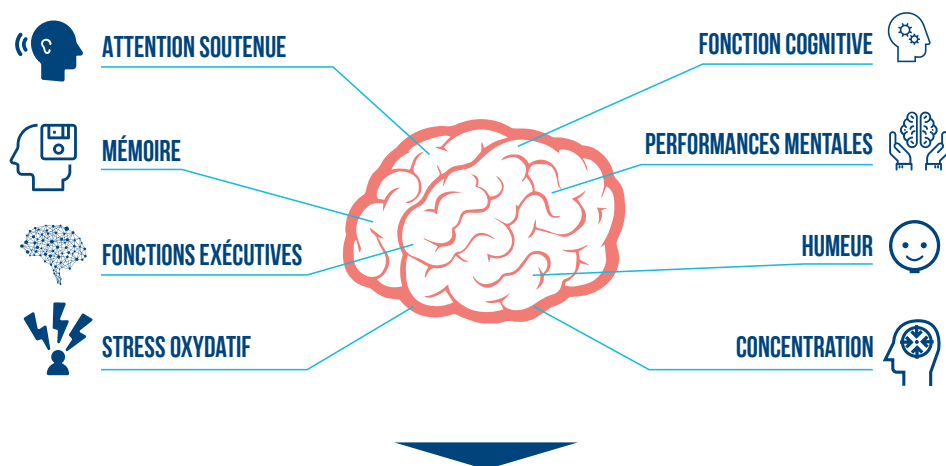 ATTENTION SOUTENUE
MÉMOIRE
FONCTIONS EXÉCUTIVES
STRESS OXYDATIF
FONCTION COGNITIVE
PERFORMANCES MENTALES
HUMEUR
CONCENTRATION